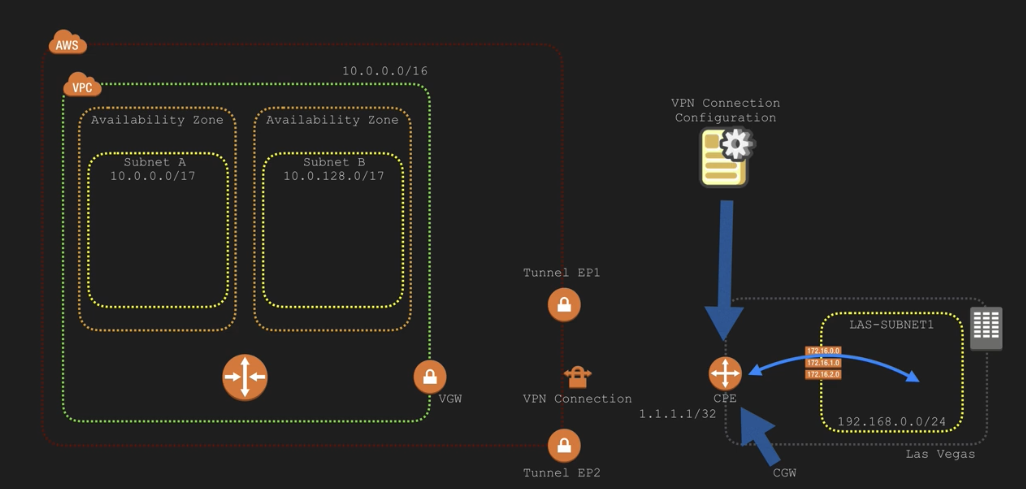 AWS
10.0.0.0/16
VPC
Availability Zone
Availability Zone
Subnet A
10.0.0.0/17
Subnet B
10.0.128.0/17
VPN Connection
Configuration
Tunnel EP1
LAS-SUBNET1
172.16.0.0
172.16.1.0
172.16.2.0
VGW
VPN Connection
CPE
1.1.1.1/32
192.168.0.0/24
Las Vegas
Tunnel EP2
CGW